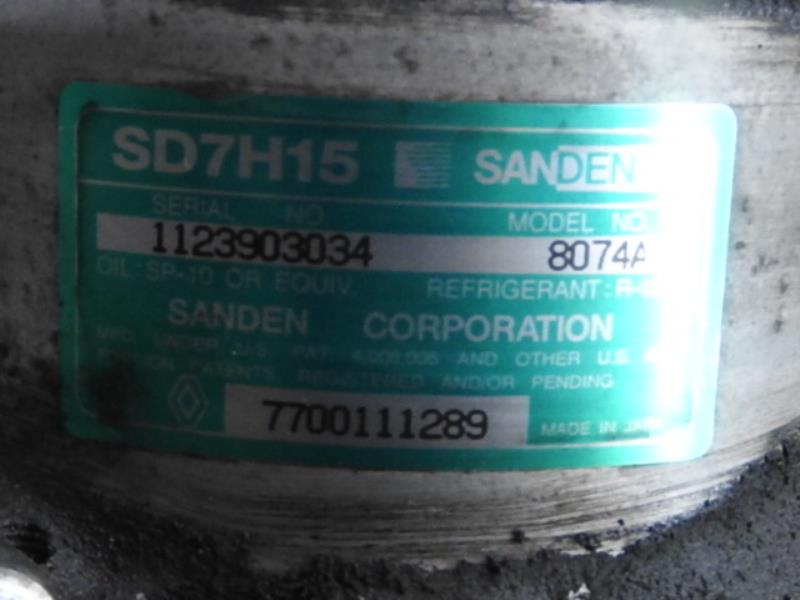 SD7H15 SANDEN
SERIAL NO. MODEL NO.
1123903034 8074A
OIL: SP-10 OR EQUIV. REFRIGERANT:
SANDEN CORPORATION
MFD. UNDER U.S. PAT. AND OTHER U.S.
PATENTS REGISTERED AND/OR PENDING
7700111289 MADE IN